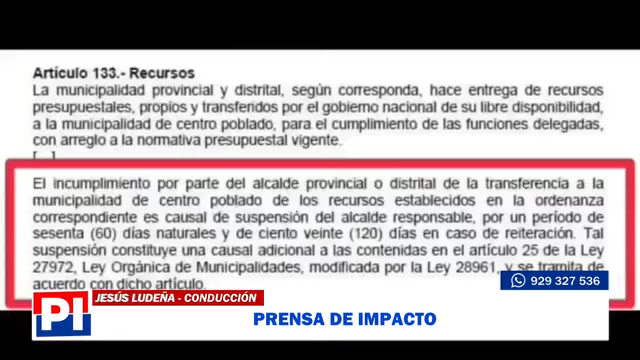 Artículo 133.- Recursos
La municipalidad provincial y distrital, según corresponda, hace entrega de recursos
presupuestales, propios y transferidos por el gobierno nacional de su libre disponibilidad,
a la municipalidad de centro poblado, para el cumplimiento de las funciones delegadas,
con arreglo a la normativa presupuestal vigente.
[...]
El incumplimiento por parte del alcalde provincial o distrital de la transferencia a la
municipalidad de centro poblado de los recursos establecidos en la ordenanza
correspondiente es causal de suspensión del alcalde responsable, por un período de
sesenta (60) días naturales y de ciento veinte (120) días en caso de reiteración. Tal
suspensión constituye una causal adicional a las contenidas en el artículo 25 de la Ley
27972, Ley Orgánica de Municipalidades, modificada por la Ley 28961, y se tramita de
acuerdo con dicho artículo.
JESÚS LUDEÑA - CONDUCCIÓN
929 327 536
PI
PRENSA DE IMPACTO